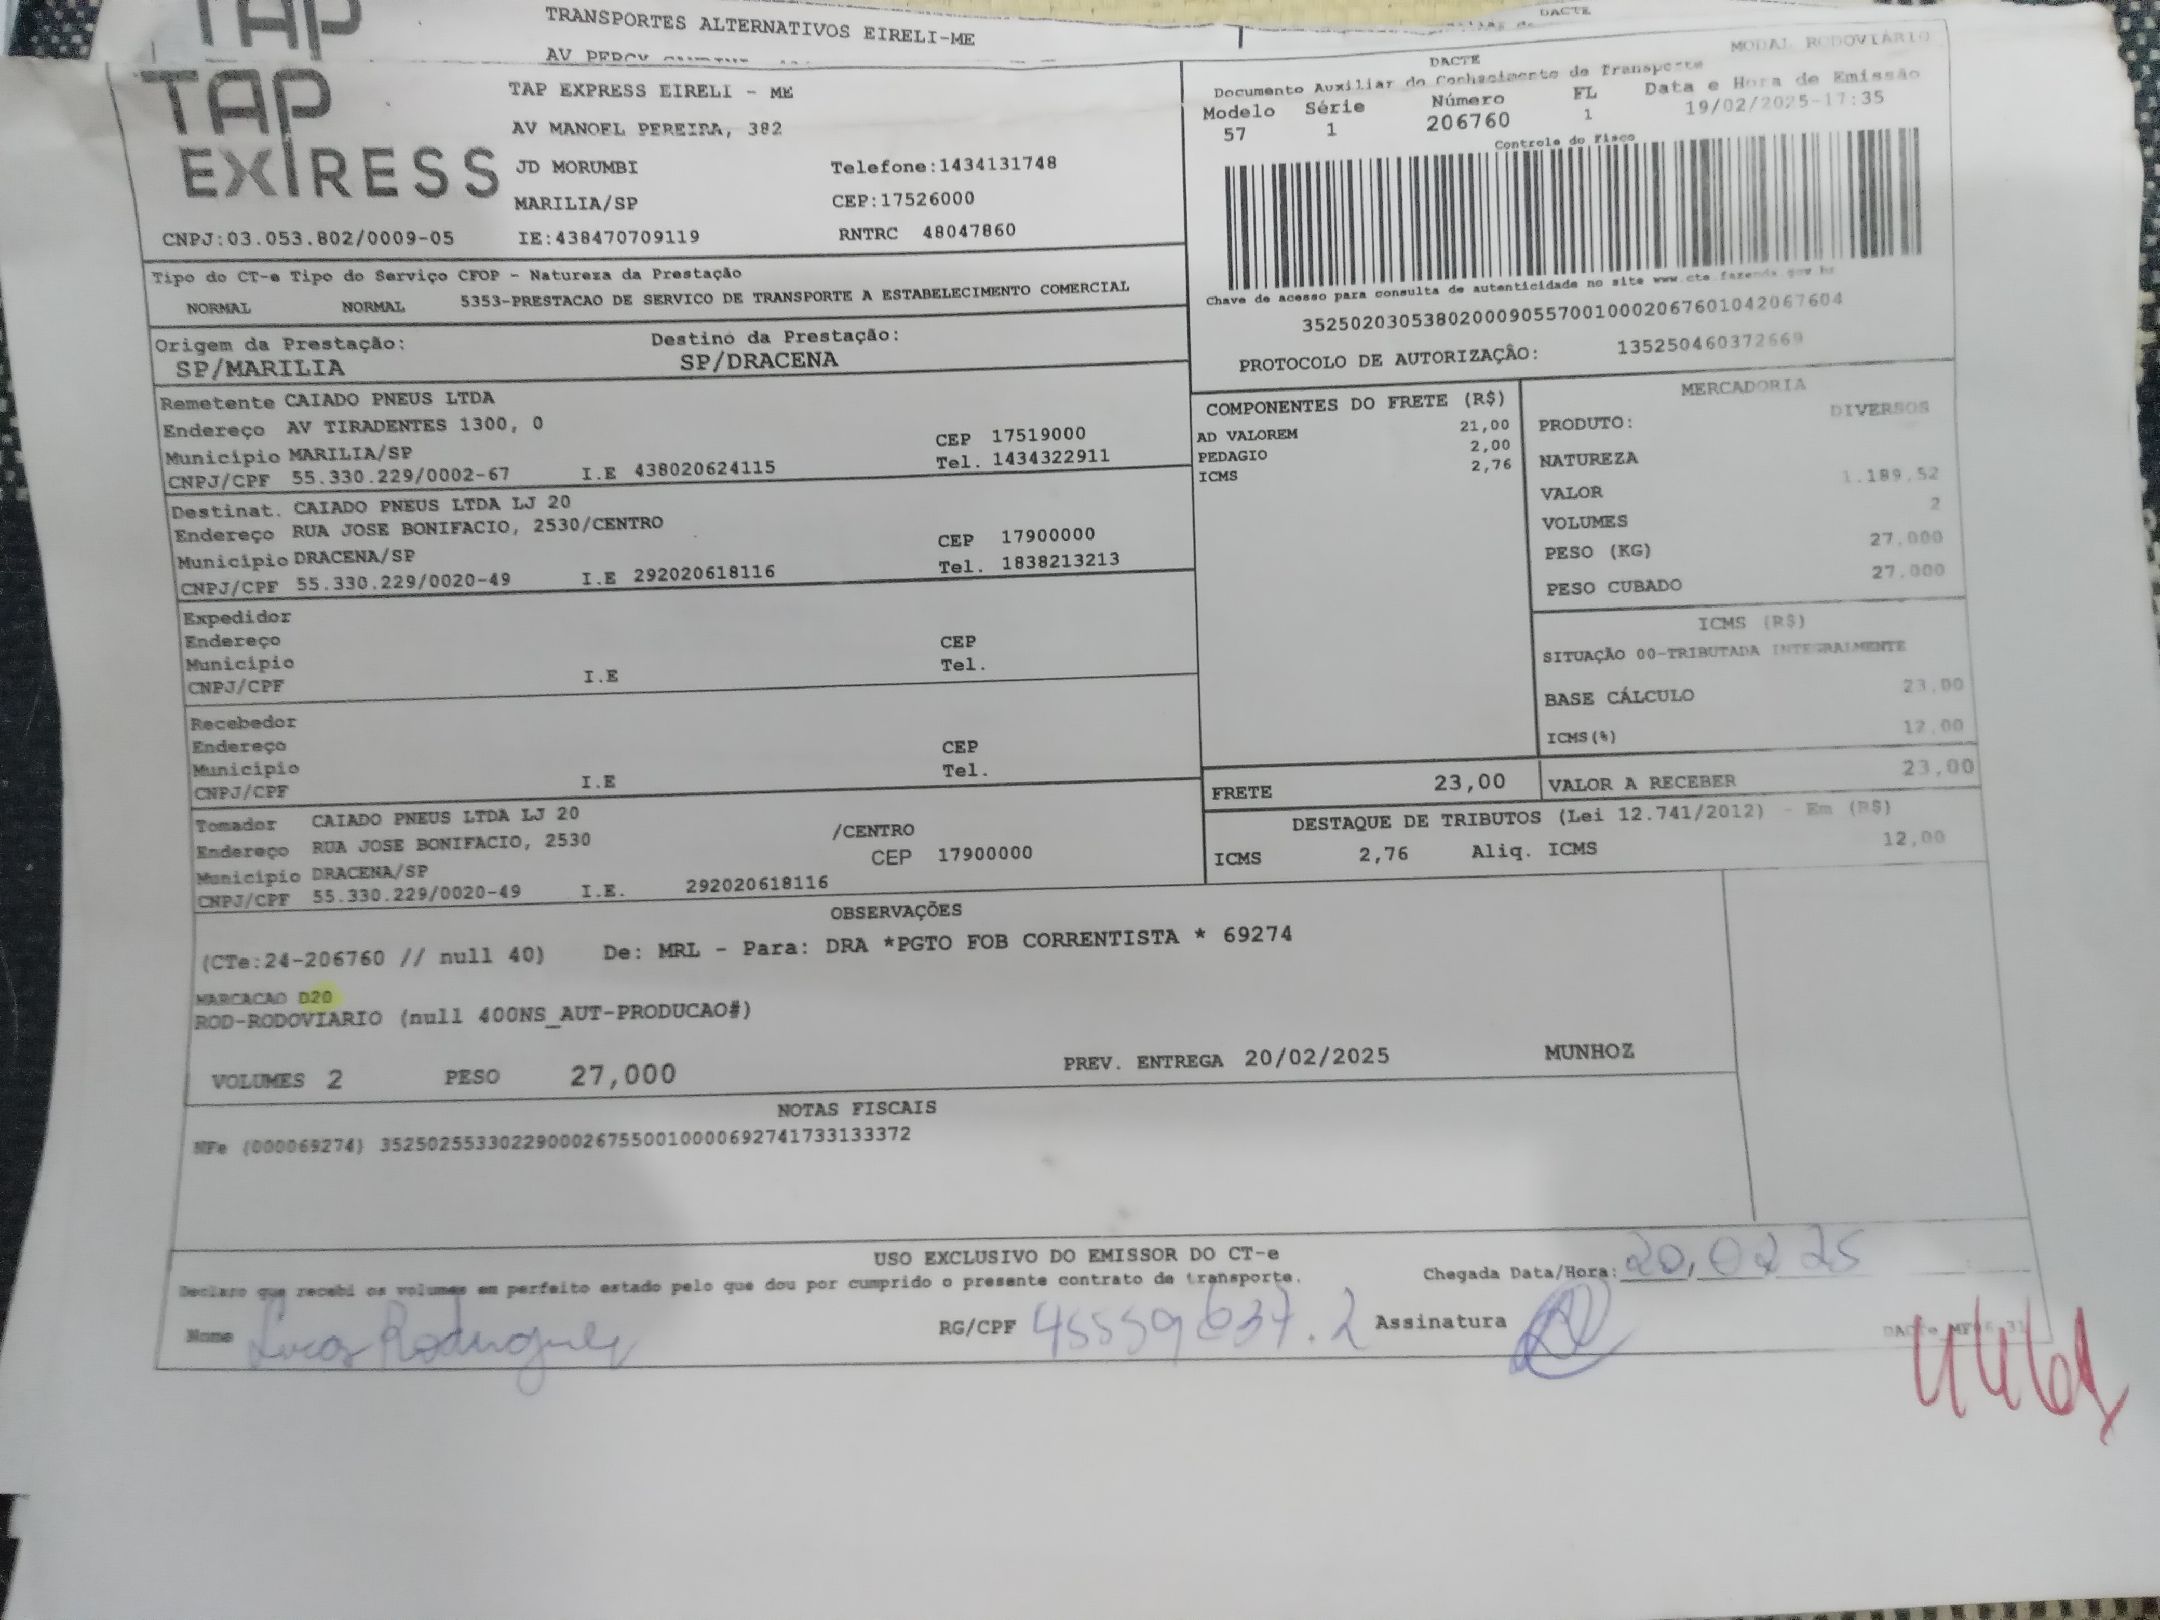 TAP
TRANSPORTES ALTERNATIVOS EIRELI-ME
DACTE
AV PERCY
TAP EXPRESS
TAP EXPRESS EIRELI - ME
AV MANOEL PEREIRA, 382
JD MORUMBI Telefone:1434131748
MARILIA/SP CEP:17526000
CNPJ:03.053.802/0009-05 IE:438470709119 RNTRC 48047860
DACTE MODAL RODOVIÁRIO
Documento Auxiliar do Conhecimento de Transporte
Modelo Série Número FL Data e Hora de Emissão
57 1 206760 1 19/02/2025-17:35
Controle do Fisco
Chave de acesso para consulta de autenticidade no site www.cte.fazenda.gov.br
35250203053802000905570010002067601042067604
PROTOCOLO DE AUTORIZAÇÃO: 135250460372669
Tipo do CT-e Tipo do Serviço CFOP - Natureza da Prestação
NORMAL NORMAL 5353-PRESTACAO DE SERVICO DE TRANSPORTE A ESTABELECIMENTO COMERCIAL
Origem da Prestação: Destino da Prestação:
SP/MARILIA SP/DRACENA
Remetente CAIADO PNEUS LTDA
Endereço AV TIRADENTES 1300, 0
Município MARILIA/SP CEP 17519000
CNPJ/CPF 55.330.229/0002-67 I.E 438020624115 Tel. 1434322911
Destinat. CAIADO PNEUS LTDA LJ 20
Endereço RUA JOSE BONIFACIO, 2530/CENTRO
Município DRACENA/SP CEP 17900000
CNPJ/CPF 55.330.229/0020-49 I.E 292020618116 Tel. 1838213213
Expedidor
Endereço CEP
Município Tel.
CNPJ/CPF I.E
Recebedor
Endereço CEP
Município Tel.
CNPJ/CPF I.E
Tomador CAIADO PNEUS LTDA LJ 20
Endereço RUA JOSE BONIFACIO, 2530 /CENTRO
Município DRACENA/SP CEP 17900000
CNPJ/CPF 55.330.229/0020-49 I.E. 292020618116
COMPONENTES DO FRETE (R$)
AD VALOREM 21,00
PEDAGIO 2,00
ICMS 2,76
MERCADORIA
PRODUTO: DIVERSOS
NATUREZA
VALOR 1.189,52
VOLUMES 2
PESO (KG) 27.000
PESO CUBADO 27.000
ICMS (R$)
SITUAÇÃO 00-TRIBUTADA INTEGRALMENTE
BASE CÁLCULO 23,00
ICMS(%) 12,00
FRETE 23,00 VALOR A RECEBER 23,00
DESTAQUE DE TRIBUTOS (Lei 12.741/2012) - Em (R$)
ICMS 2,76 Aliq. ICMS 12,00
OBSERVAÇÕES
(CTe:24-206760 // null 40) De: MRL - Para: DRA *PGTO FOB CORRENTISTA * 69274
MARCACAO D20
ROD-RODOVIARIO (null 400NS_AUT-PRODUCAO#)
VOLUMES 2 PESO 27,000 PREV. ENTREGA 20/02/2025 MUNHOZ
NOTAS FISCAIS
NFe (000069274) 35250255330229000267550010000692741733133372
USO EXCLUSIVO DO EMISSOR DO CT-e
Declaro que recebi os volumes em perfeito estado pelo que dou por cumprido o presente contrato de transporte.
Chegada Data/Hora: 20, 02 25
Nome Lucas Rodrigues RG/CPF 45559637.2 Assinatura